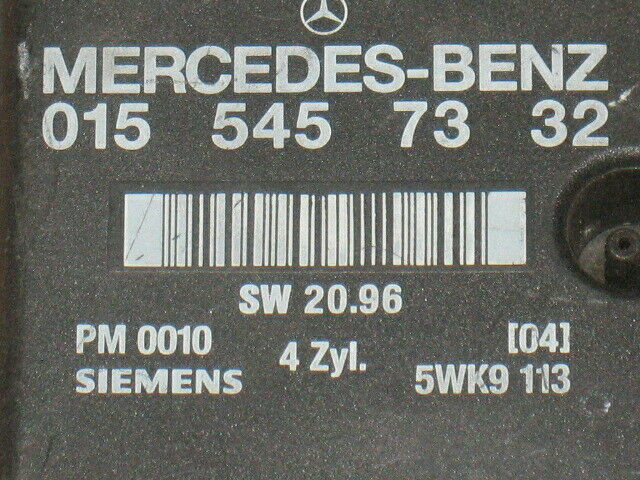 MERCEDES-BENZ
015 545 73 32
SW 20.96
PM 0010 4 Zyl. [04]
SIEMENS 5WK9 113